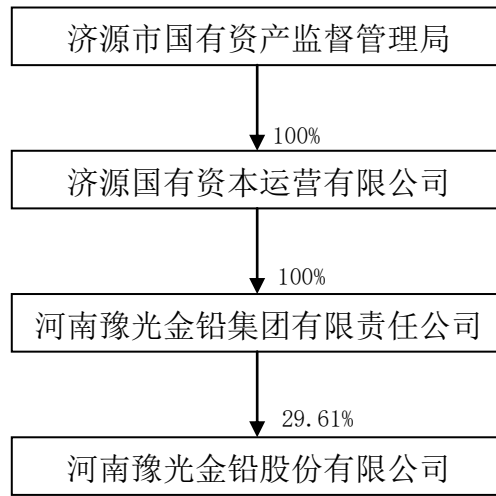 济源市国有资产监督管理局
100%
济源国有资本运营有限公司
100%
河南豫光金铅集团有限责任公司
29.61%
河南豫光金铅股份有限公司